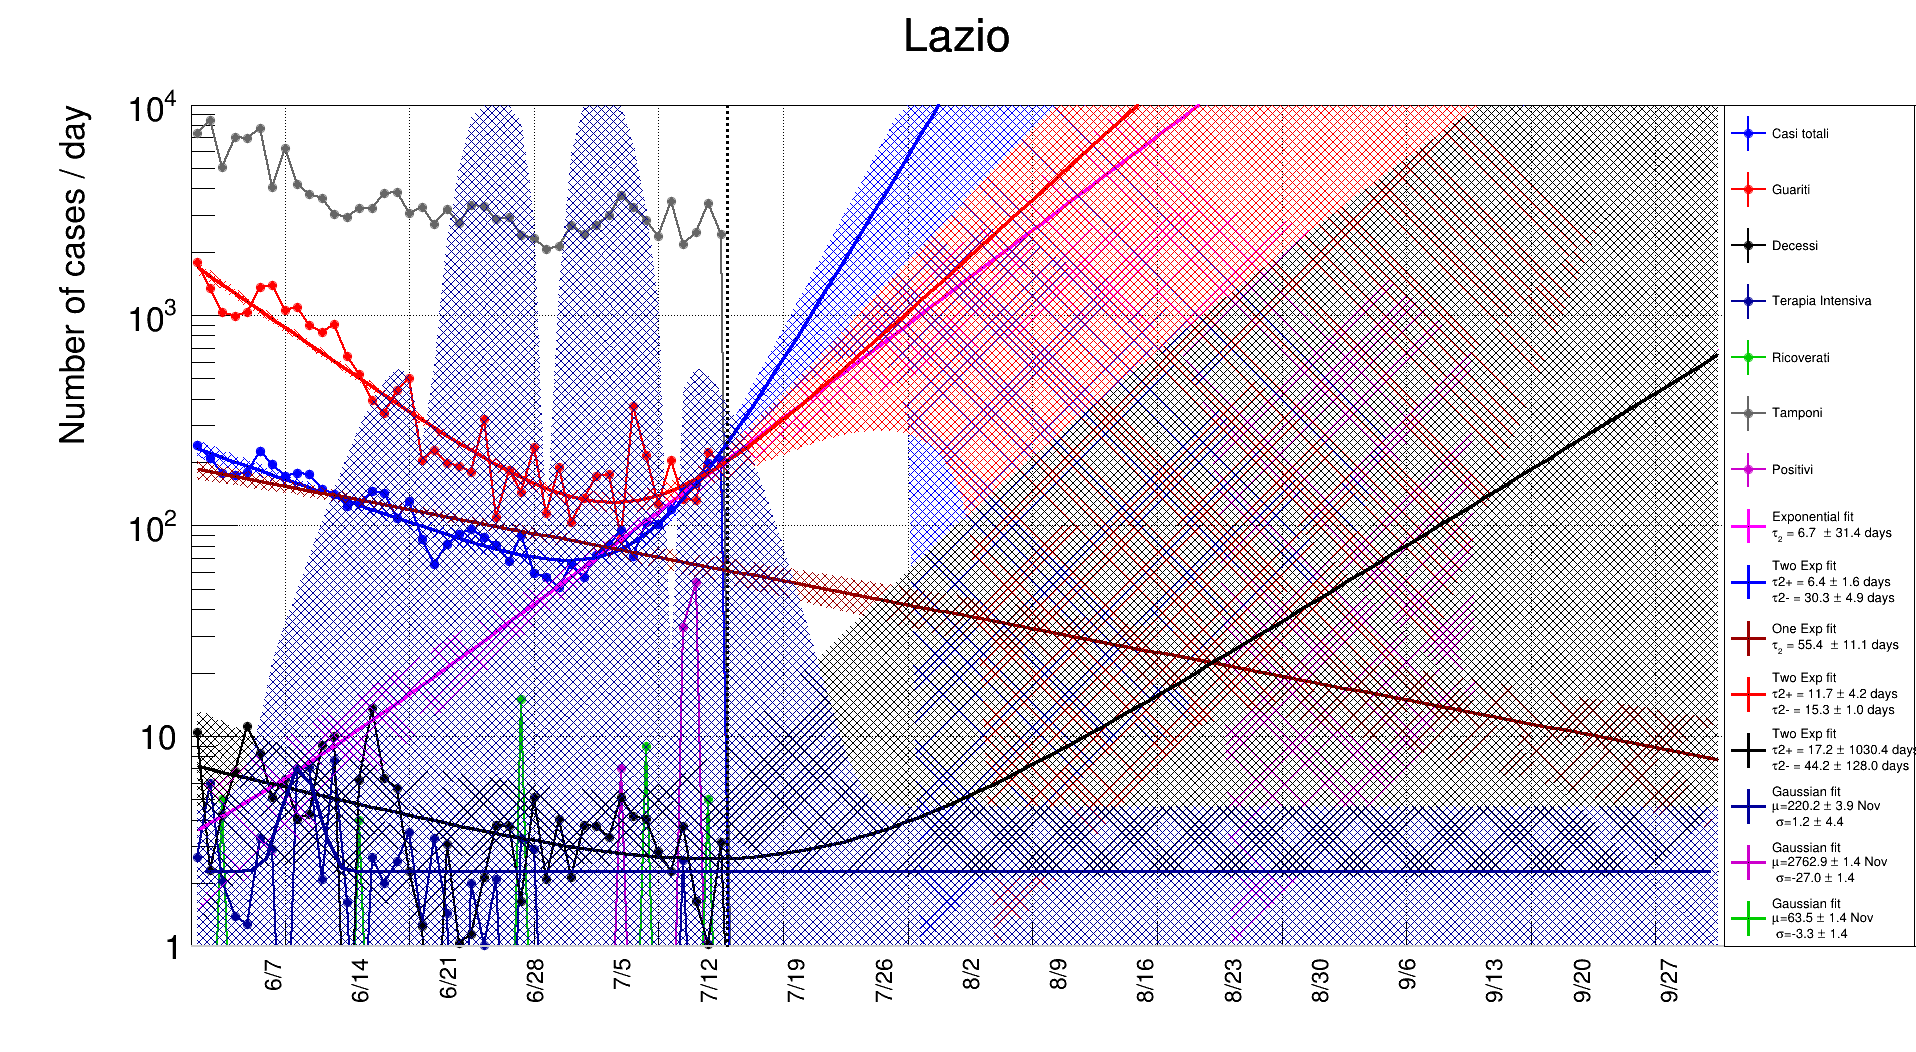 Lazio
Number of cases / day
10^4
10^3
10^2
10
1
6/7
6/14
6/21
6/28
7/5
7/12
7/19
7/26
8/2
8/9
8/16
8/23
8/30
9/6
9/13
9/20
9/27
Casi totali
Guariti
Decessi
Terapia Intensiva
Ricoverati
Tamponi
Positivi
Exponential fit
τ_2 = 6.7 ± 31.4 days
Two Exp fit
τ2+ = 6.4 ± 1.6 days
τ2- = 30.3 ± 4.9 days
One Exp fit
τ_2 = 55.4 ± 11.1 days
Two Exp fit
τ2+ = 11.7 ± 4.2 days
τ2- = 15.3 ± 1.0 days
Two Exp fit
τ2+ = 17.2 ± 1030.4 days
τ2- = 44.2 ± 128.0 days
Gaussian fit
μ=220.2 ± 3.9 Nov
σ=1.2 ± 4.4
Gaussian fit
μ=2762.9 ± 1.4 Nov
σ=-27.0 ± 1.4
Gaussian fit
μ=63.5 ± 1.4 Nov
σ=-3.3 ± 1.4